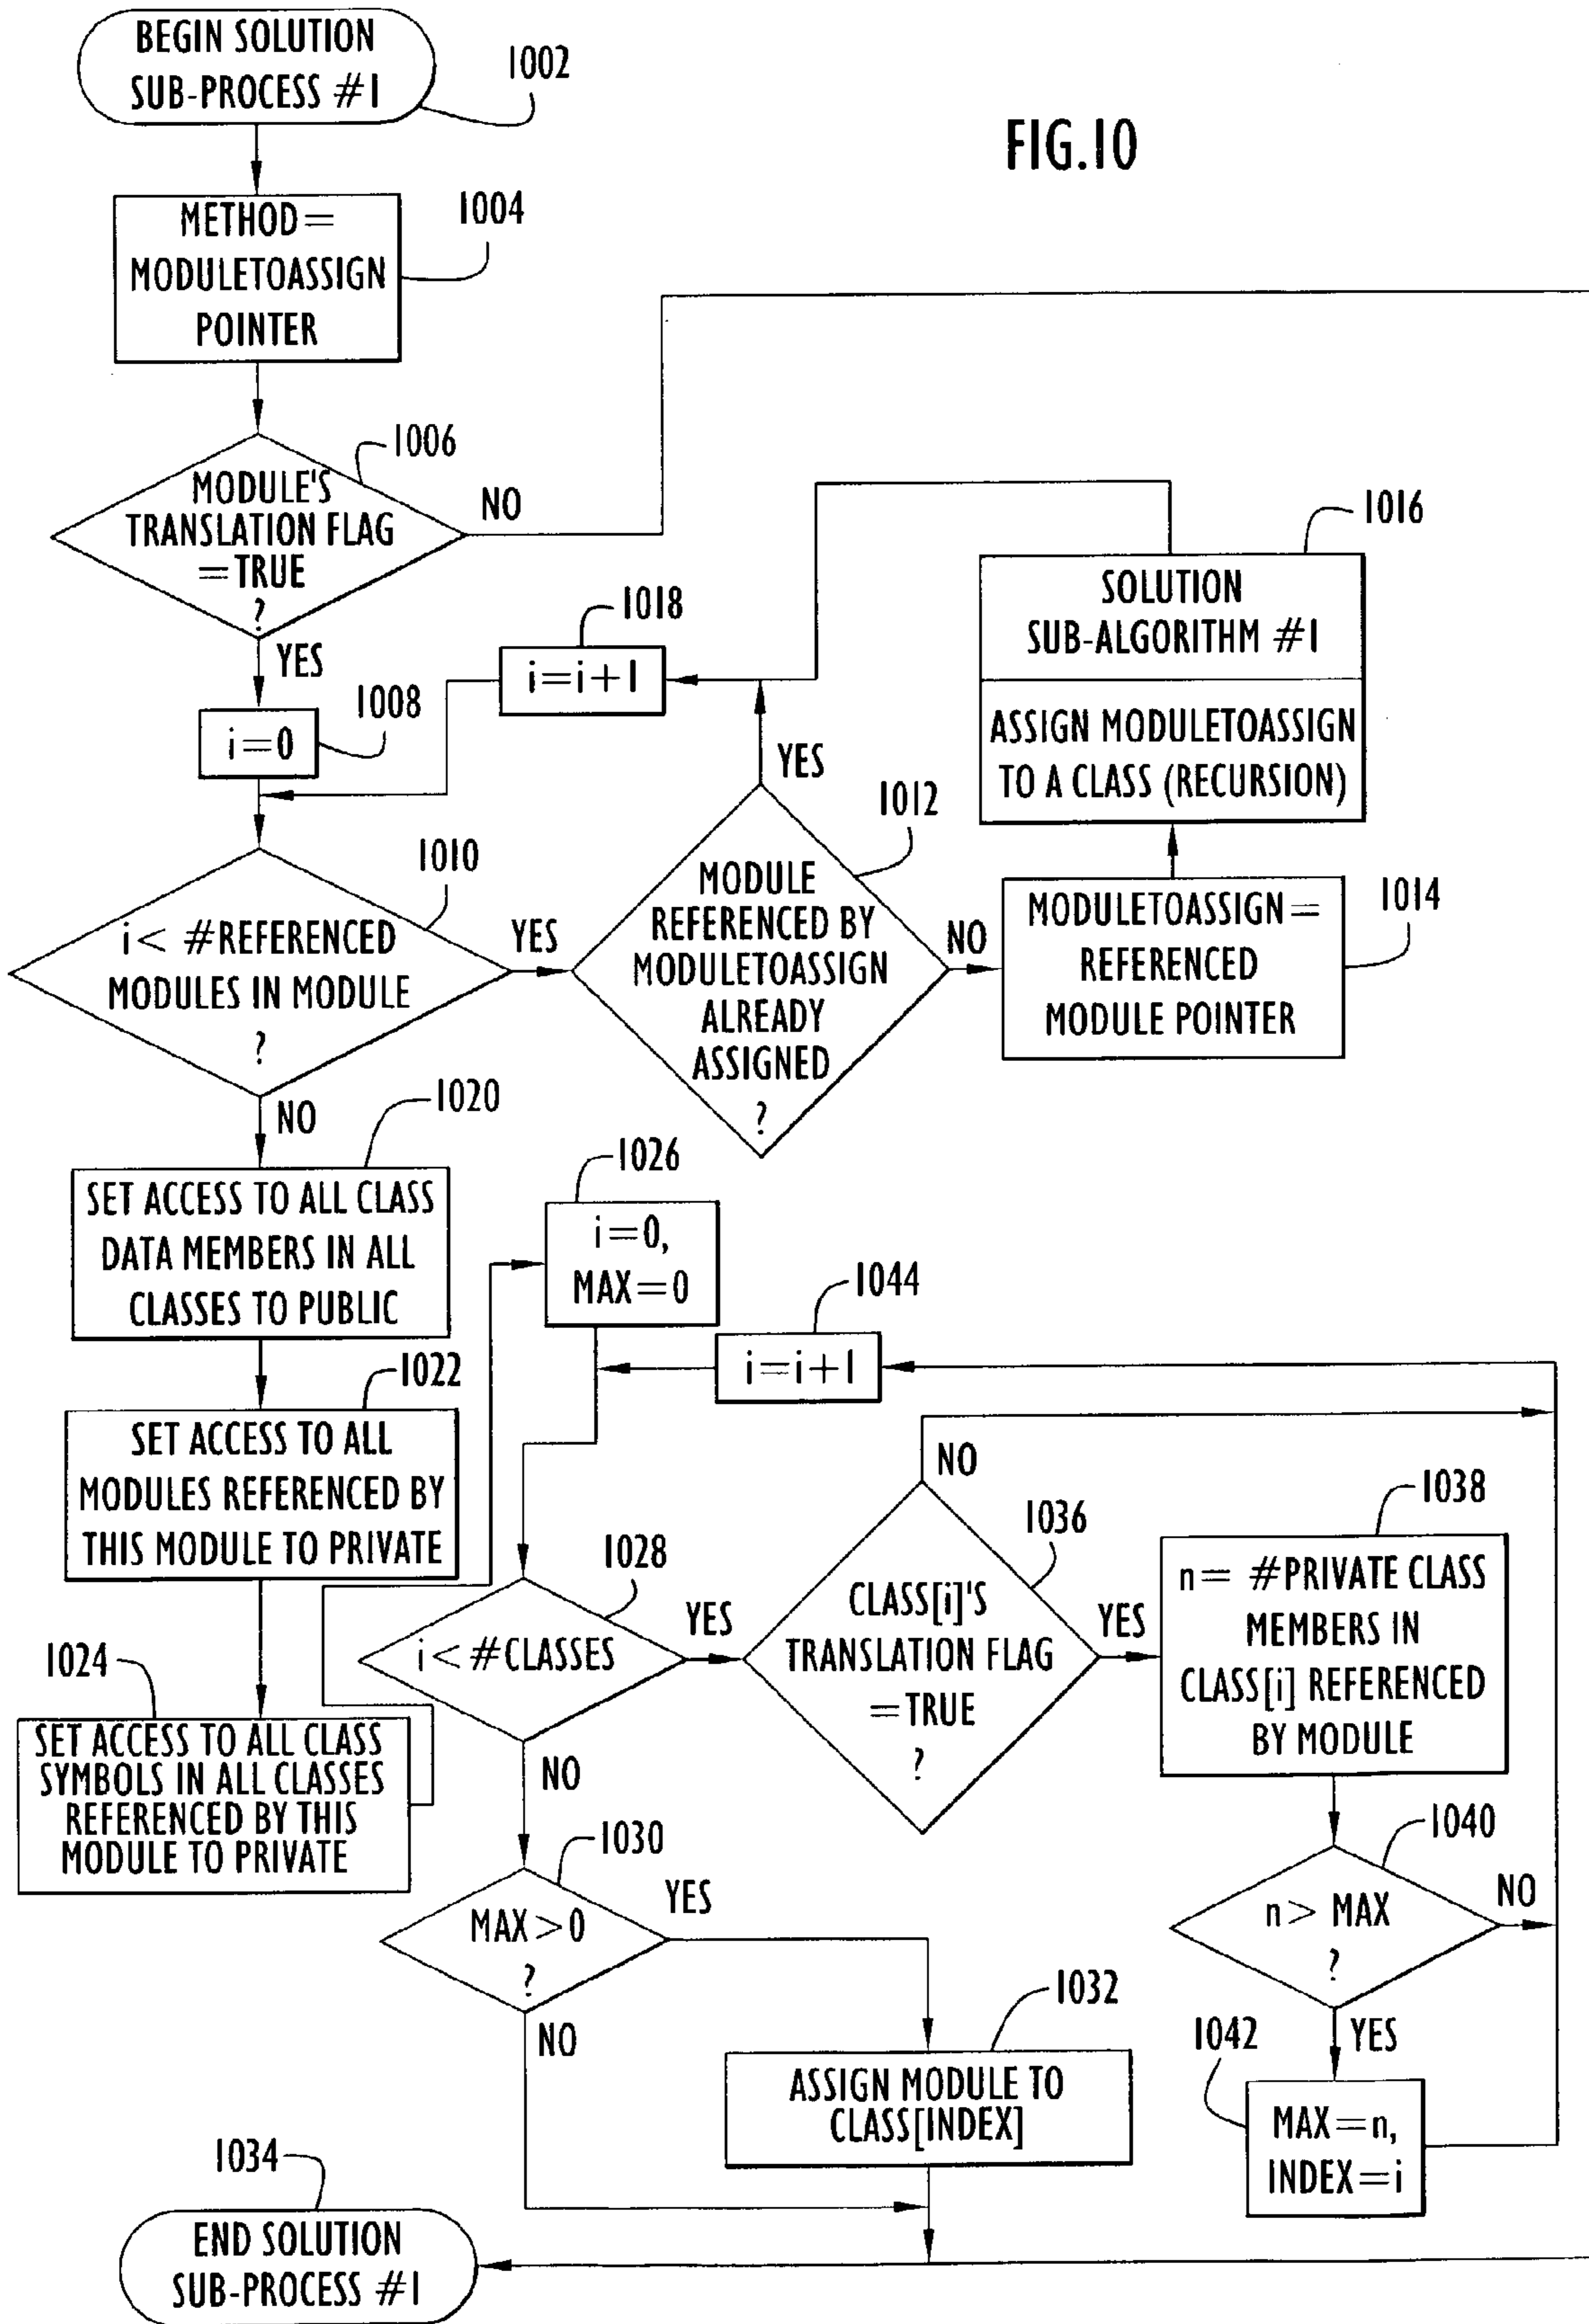 BEGIN SOLUTION
SUB-PROCESS #1
1002
FIG.10
METHOD=
MODULETOASSIGN
POINTER
1004
MODULE'S
TRANSLATION FLAG
=TRUE
?
1006
NO
YES
i=0
1008
i=i+1
1018
SOLUTION
SUB-ALGORITHM #1
ASSIGN MODULETOASSIGN
TO A CLASS (RECURSION)
1016
i< #REFERENCED
MODULES IN MODULE
?
1010
YES
NO
MODULE
REFERENCED BY
MODULETOASSIGN
ALREADY
ASSIGNED
?
1012
YES
NO
MODULETOASSIGN=
REFERENCED
MODULE POINTER
1014
SET ACCESS TO ALL CLASS
DATA MEMBERS IN ALL
CLASSES TO PUBLIC
1020
SET ACCESS TO ALL
MODULES REFERENCED BY
THIS MODULE TO PRIVATE
1022
SET ACCESS TO ALL CLASS
SYMBOLS IN ALL CLASSES
REFERENCED BY THIS
MODULE TO PRIVATE
1024
i=0,
MAX=0
1026
i=i+1
1044
i<#CLASSES
1028
YES
NO
CLASS[i]'S
TRANSLATION FLAG
=TRUE
?
1036
NO
YES
n= #PRIVATE CLASS
MEMBERS IN
CLASS[i] REFERENCED
BY MODULE
1038
n> MAX
?
1040
NO
YES
MAX=n,
INDEX=i
1042
MAX>0
?
1030
YES
NO
ASSIGN MODULE TO
CLASS[INDEX]
1032
END SOLUTION
SUB-PROCESS #1
1034